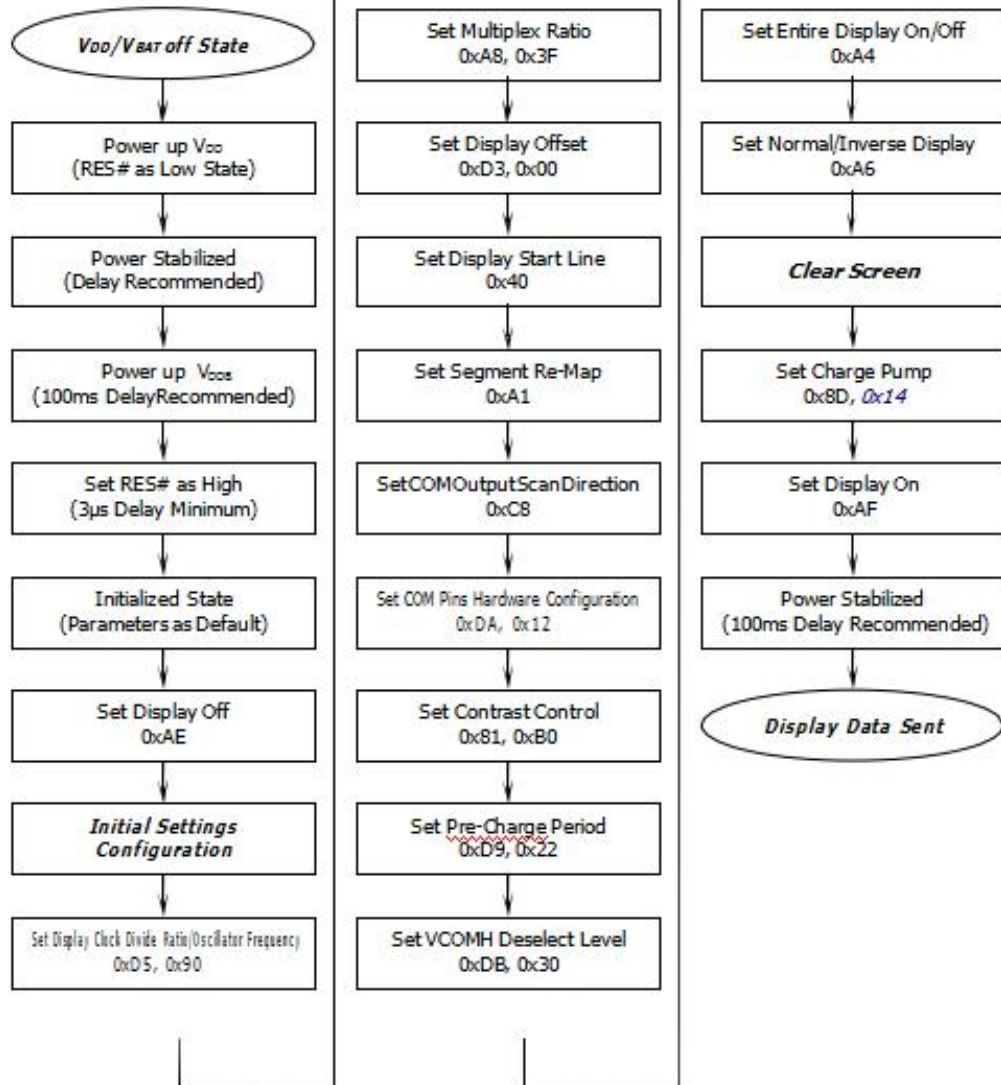 VDD/VBAT off State
Power up VDD
(RES# as Low State)
Power Stabilized
(Delay Recommended)
Power up VDDB
(100ms DelayRecommended)
Set RES# as High
(3µs Delay Minimum)
Initialized State
(Parameters as Default)
Set Display Off
0xAE
Initial Settings
Configuration
Set Display Clock Divide Ratio/Oscillator Frequency
0xD5, 0x90
Set Multiplex Ratio
0xA8, 0x3F
Set Display Offset
0xD3, 0x00
Set Display Start Line
0x40
Set Segment Re-Map
0xA1
SetCOMOutputScanDirection
0xC8
Set COM Pins Hardware Configuration
0xDA, 0x12
Set Contrast Control
0x81, 0xB0
Set Pre-Charge Period
0xD9, 0x22
Set VCOMH Deselect Level
0xDB, 0x30
Set Entire Display On/Off
0xA4
Set Normal/Inverse Display
0xA6
Clear Screen
Set Charge Pump
0x8D, 0x14
Set Display On
0xAF
Power Stabilized
(100ms Delay Recommended)
Display Data Sent